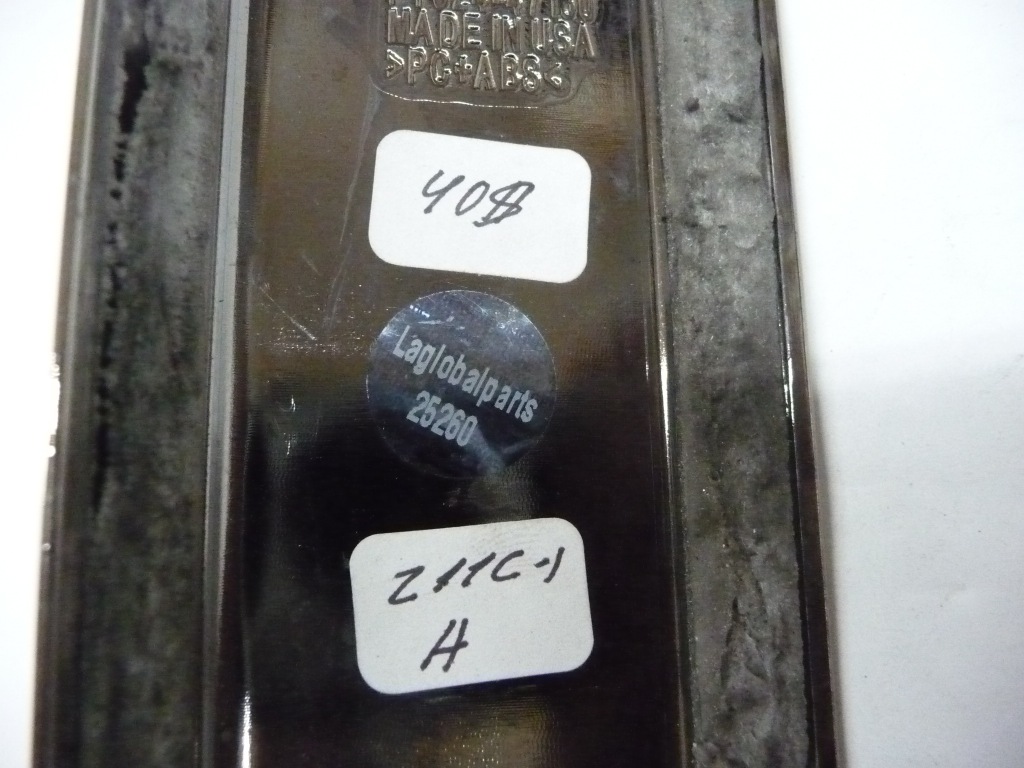 MADE IN USA
>PC+ABS<
40$
Laglobalparts
25260
Z11C-1
A